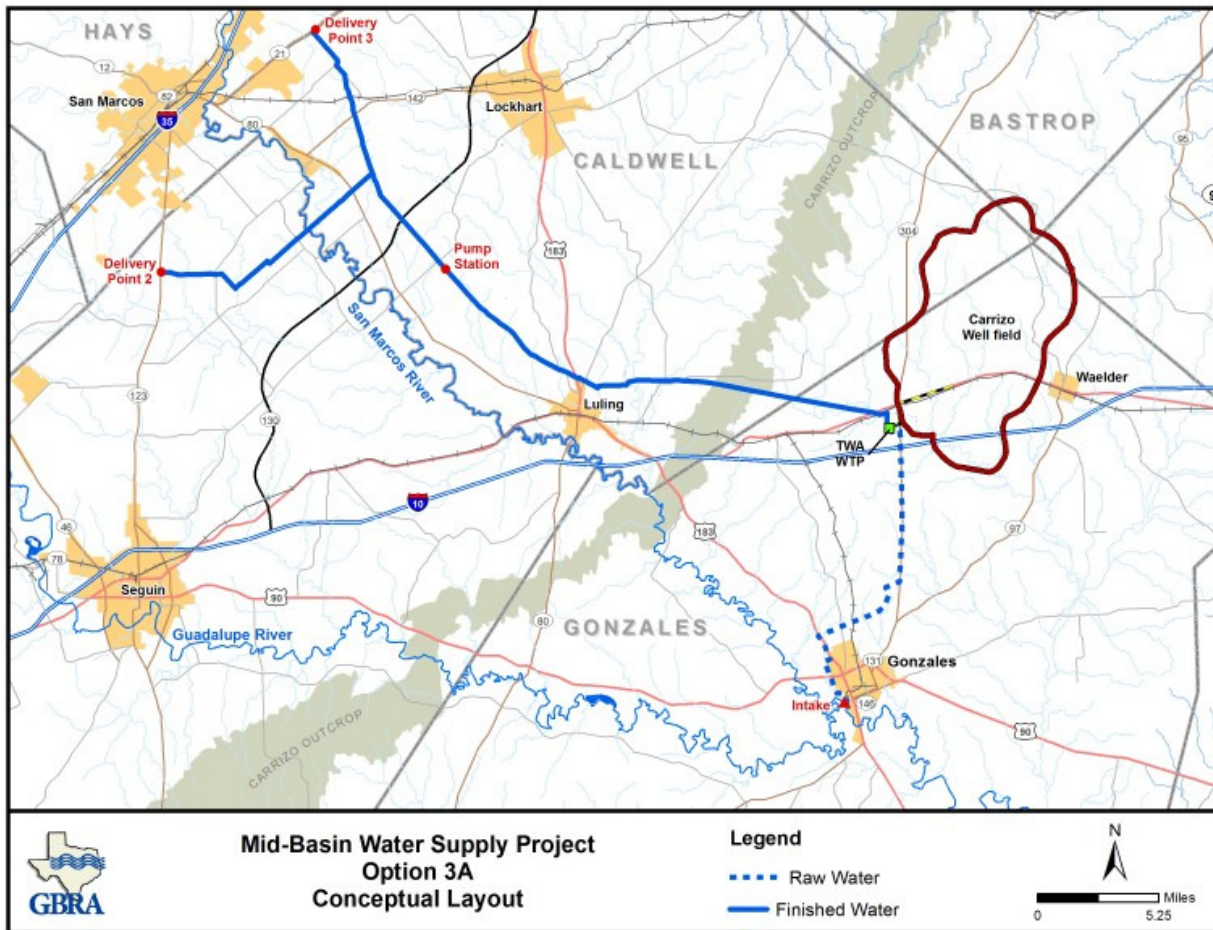 HAYS
Delivery
Point 3
21
12
San Marcos
82
35
142
80
Lockhart
CALDWELL
CARRIZO OUTCROP
BASTROP
95
9
304
183
Delivery
Point 2
Pump
Station
San Marcos River
Carrizo
Well field
Waelder
Luling
123
130
TWA
WTP
10
97
46
78
Seguin
90
183
Guadalupe River
80
GONZALES
131
Gonzales
Intake
146
90
CARRIZO OUTCROP
GBRA
Mid-Basin Water Supply Project
Option 3A
Conceptual Layout
Legend
Raw Water
Finished Water
N
Miles
0 5.25